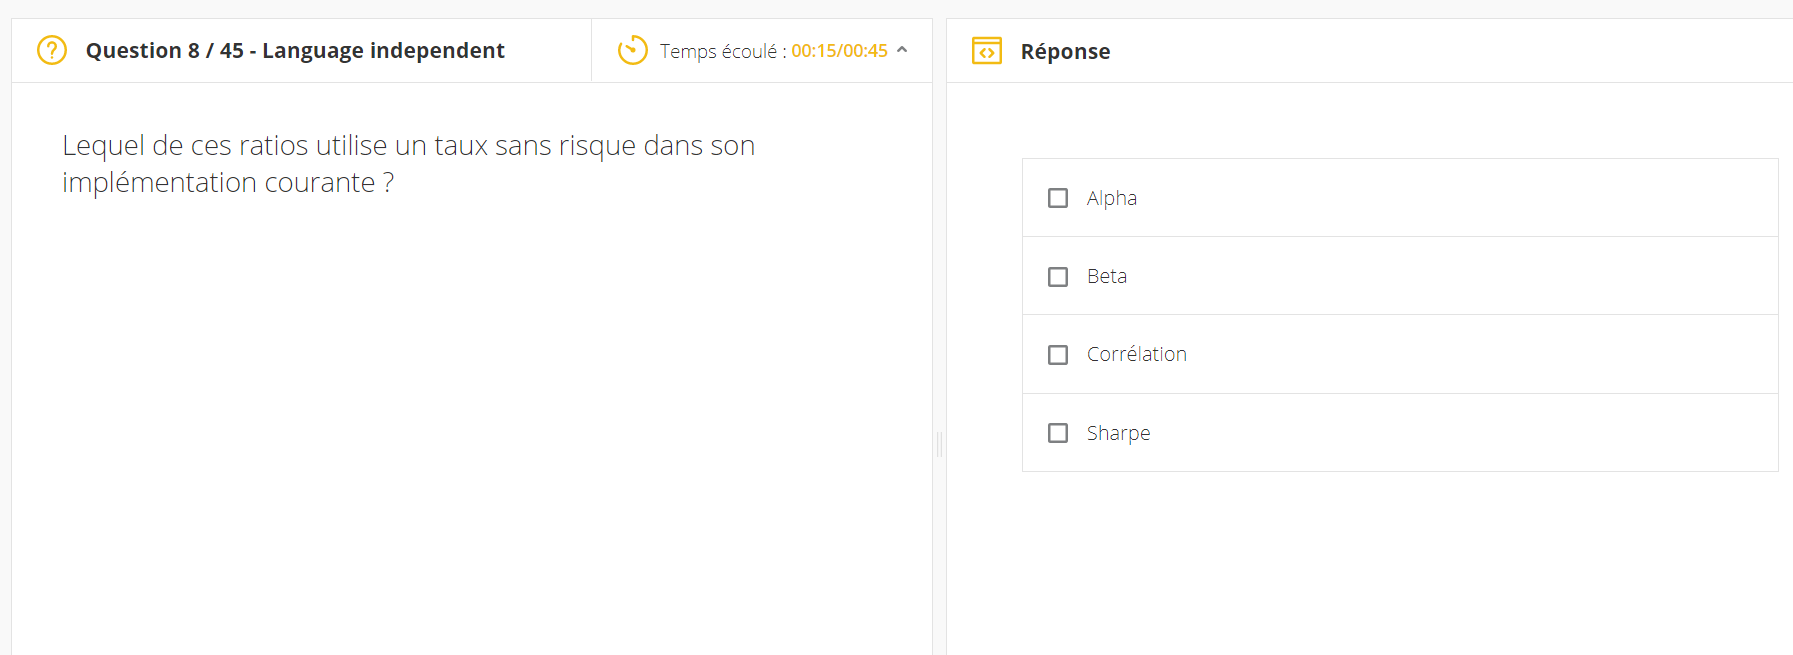 Question 8 / 45 - Language independent
Temps écoulé : 00:15/00:45
Lequel de ces ratios utilise un taux sans risque dans son
implémentation courante ?
Réponse
Alpha
Beta
Corrélation
Sharpe